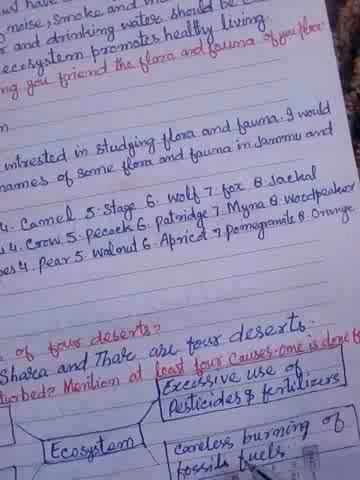 noise, smoke and
and drinking water should be
ecosystem promotes healthy living
ing you friend the flora and fauna of your
intrested in studying flora and fauna. I would
names of some flora and fauna in Jammu and
4. Camel 5. Stage 6. Wolf 7. fox 8 Jackal
4. Crow 5. Pecock 6. Patridge 7. Myna 8. Woodpeaker
4. Pear 5. Walnut 6. Apricot 7. Pomegranate 8. Orange
of four deserts?
Shara and Thar are four deserts.
Mention at least four causes. one is done for
Excessive use of
Pesticides & fertilizers
Ecosystem
Careless burning of
fossils fuels